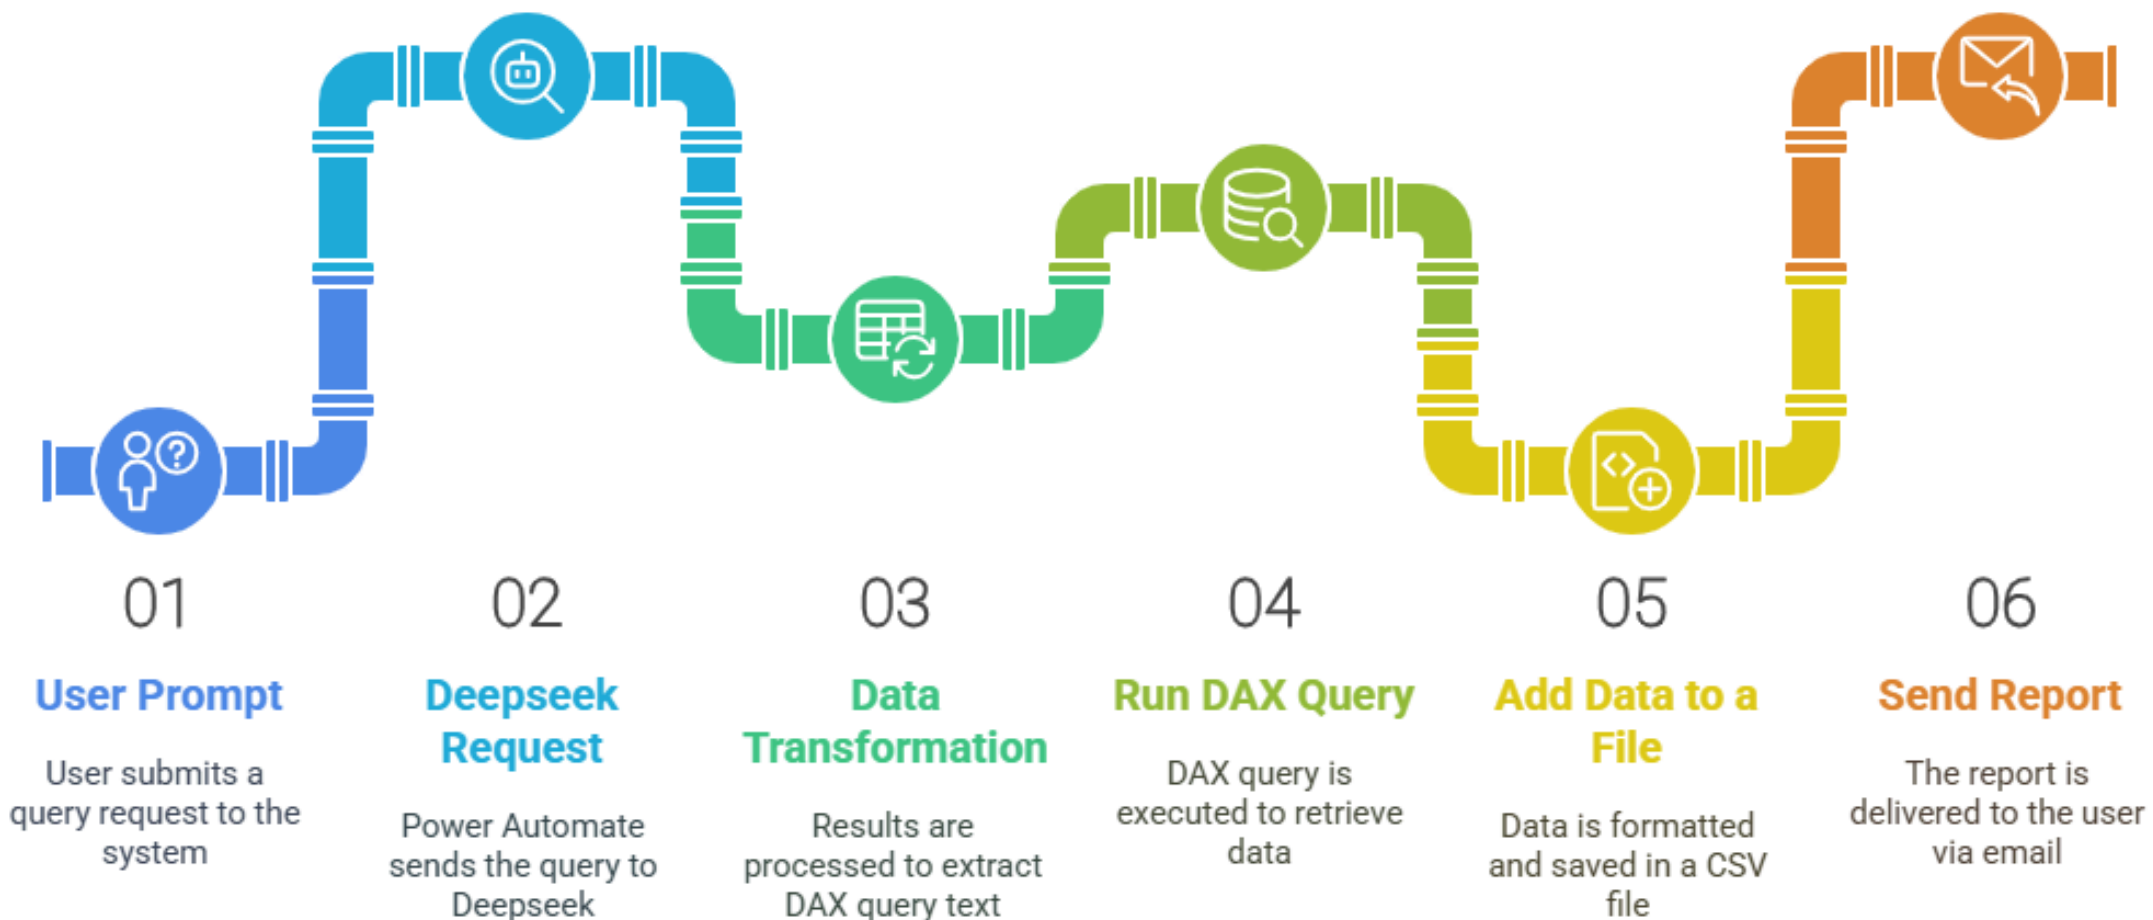 01
User Prompt
User submits a
query request to the
system
02
Deepseek
Request
Power Automate
sends the query to
Deepseek
03
Data
Transformation
Results are
processed to extract
DAX query text
04
Run DAX Query
DAX query is
executed to retrieve
data
05
Add Data to a
File
Data is formatted
and saved in a CSV
file
06
Send Report
The report is
delivered to the user
via email